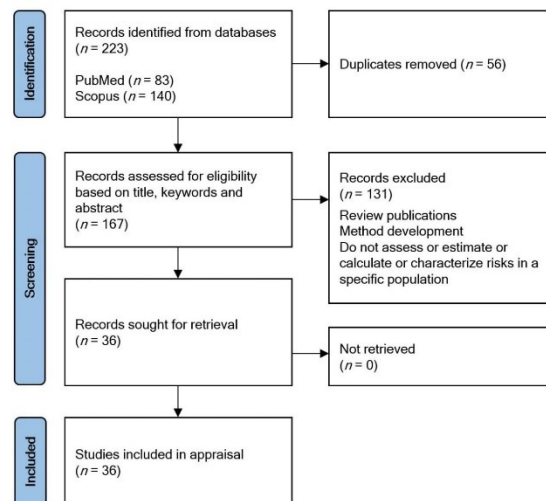 Identification
Records identified from databases
(n = 223)
PubMed (n = 83)
Scopus (n = 140)
Duplicates removed (n = 56)
Screening
Records assessed for eligibility
based on title, keywords and
abstract
(n = 167)
Records excluded
(n = 131)
Review publications
Method development
Do not assess or estimate or
calculate or characterize risks in a
specific population
Records sought for retrieval
(n = 36)
Not retrieved
(n = 0)
Included
Studies included in appraisal
(n = 36)